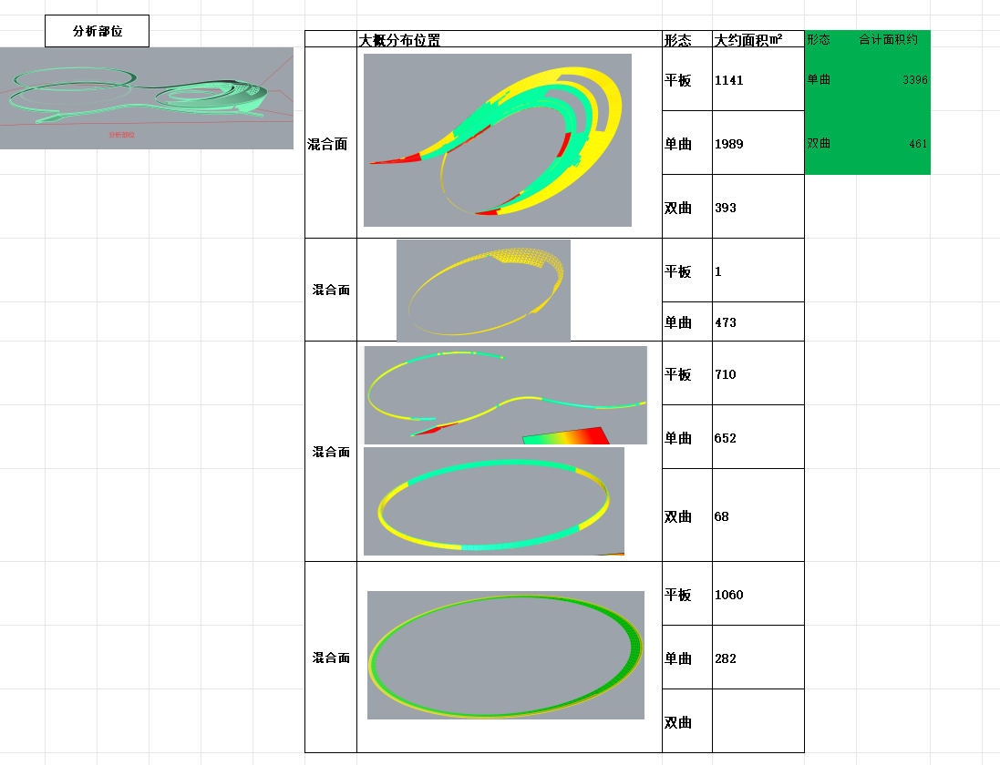 分析部位
分析部位
大概分布位置 形态 大约面积m² 形态 合计面积约
混合面 平板 1141 单曲 3396
单曲 1989 双曲 461
双曲 393
混合面 平板 1
单曲 473
混合面 平板 710
单曲 652
双曲 68
混合面 平板 1060
单曲 282
双曲